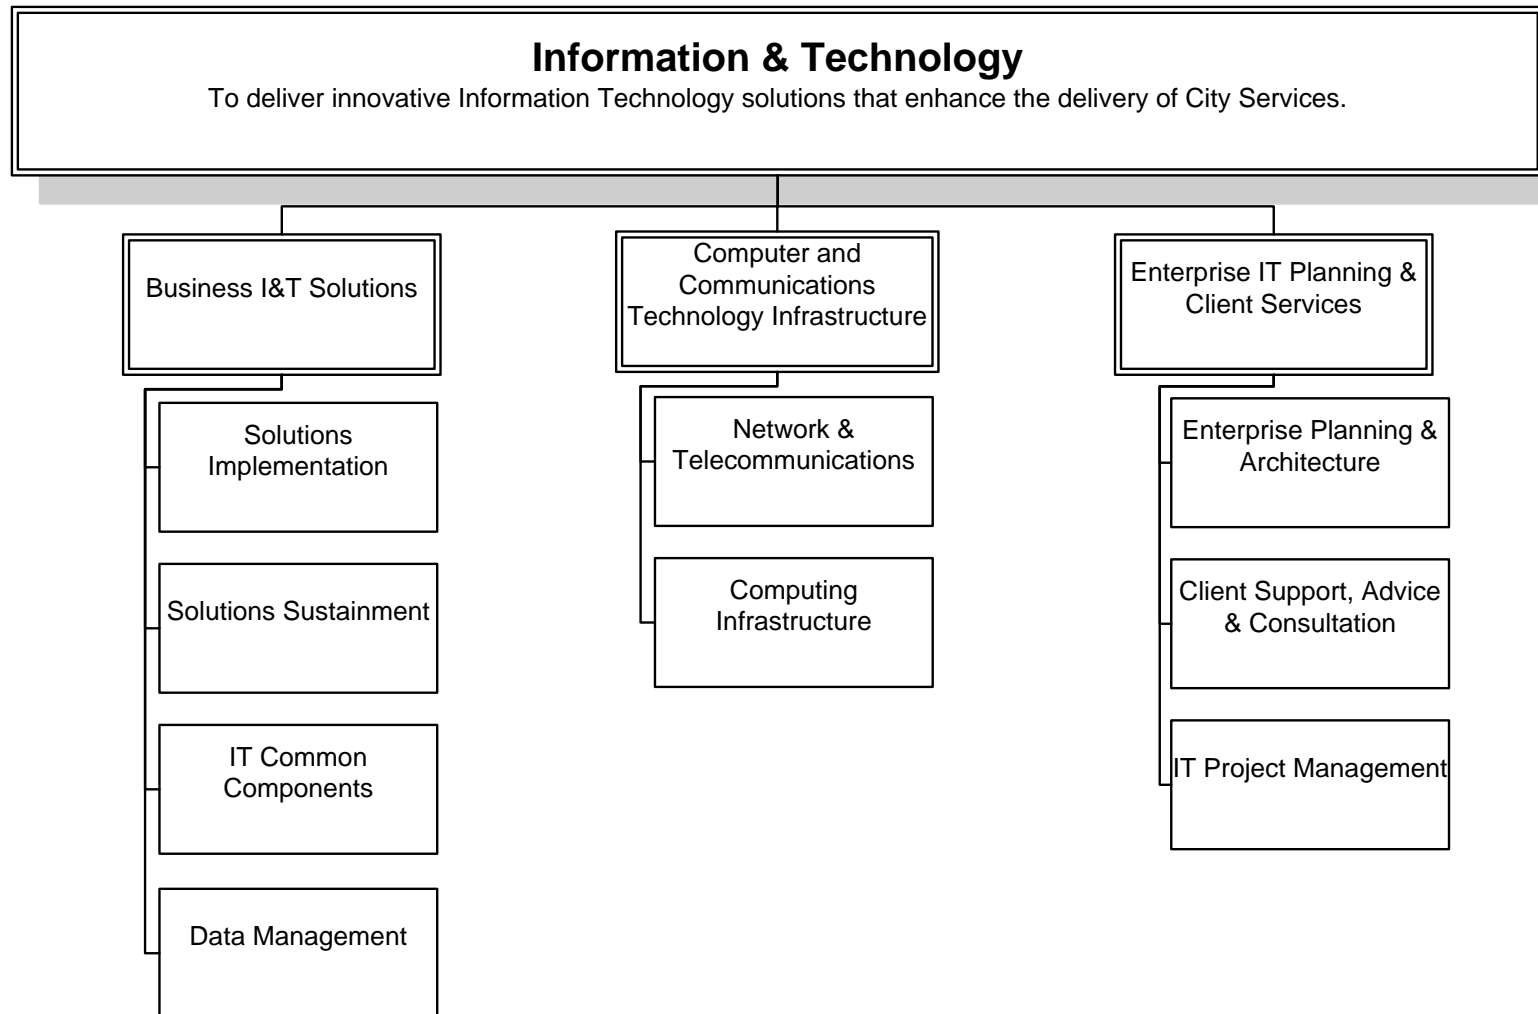 Information & Technology
To deliver innovative Information Technology solutions that enhance the delivery of City Services.
Business I&T Solutions
Solutions
Implementation
Solutions Sustainment
IT Common
Components
Data Management
Computer and
Communications
Technology Infrastructure
Network &
Telecommunications
Computing
Infrastructure
Enterprise IT Planning &
Client Services
Enterprise Planning &
Architecture
Client Support, Advice
& Consultation
IT Project Management